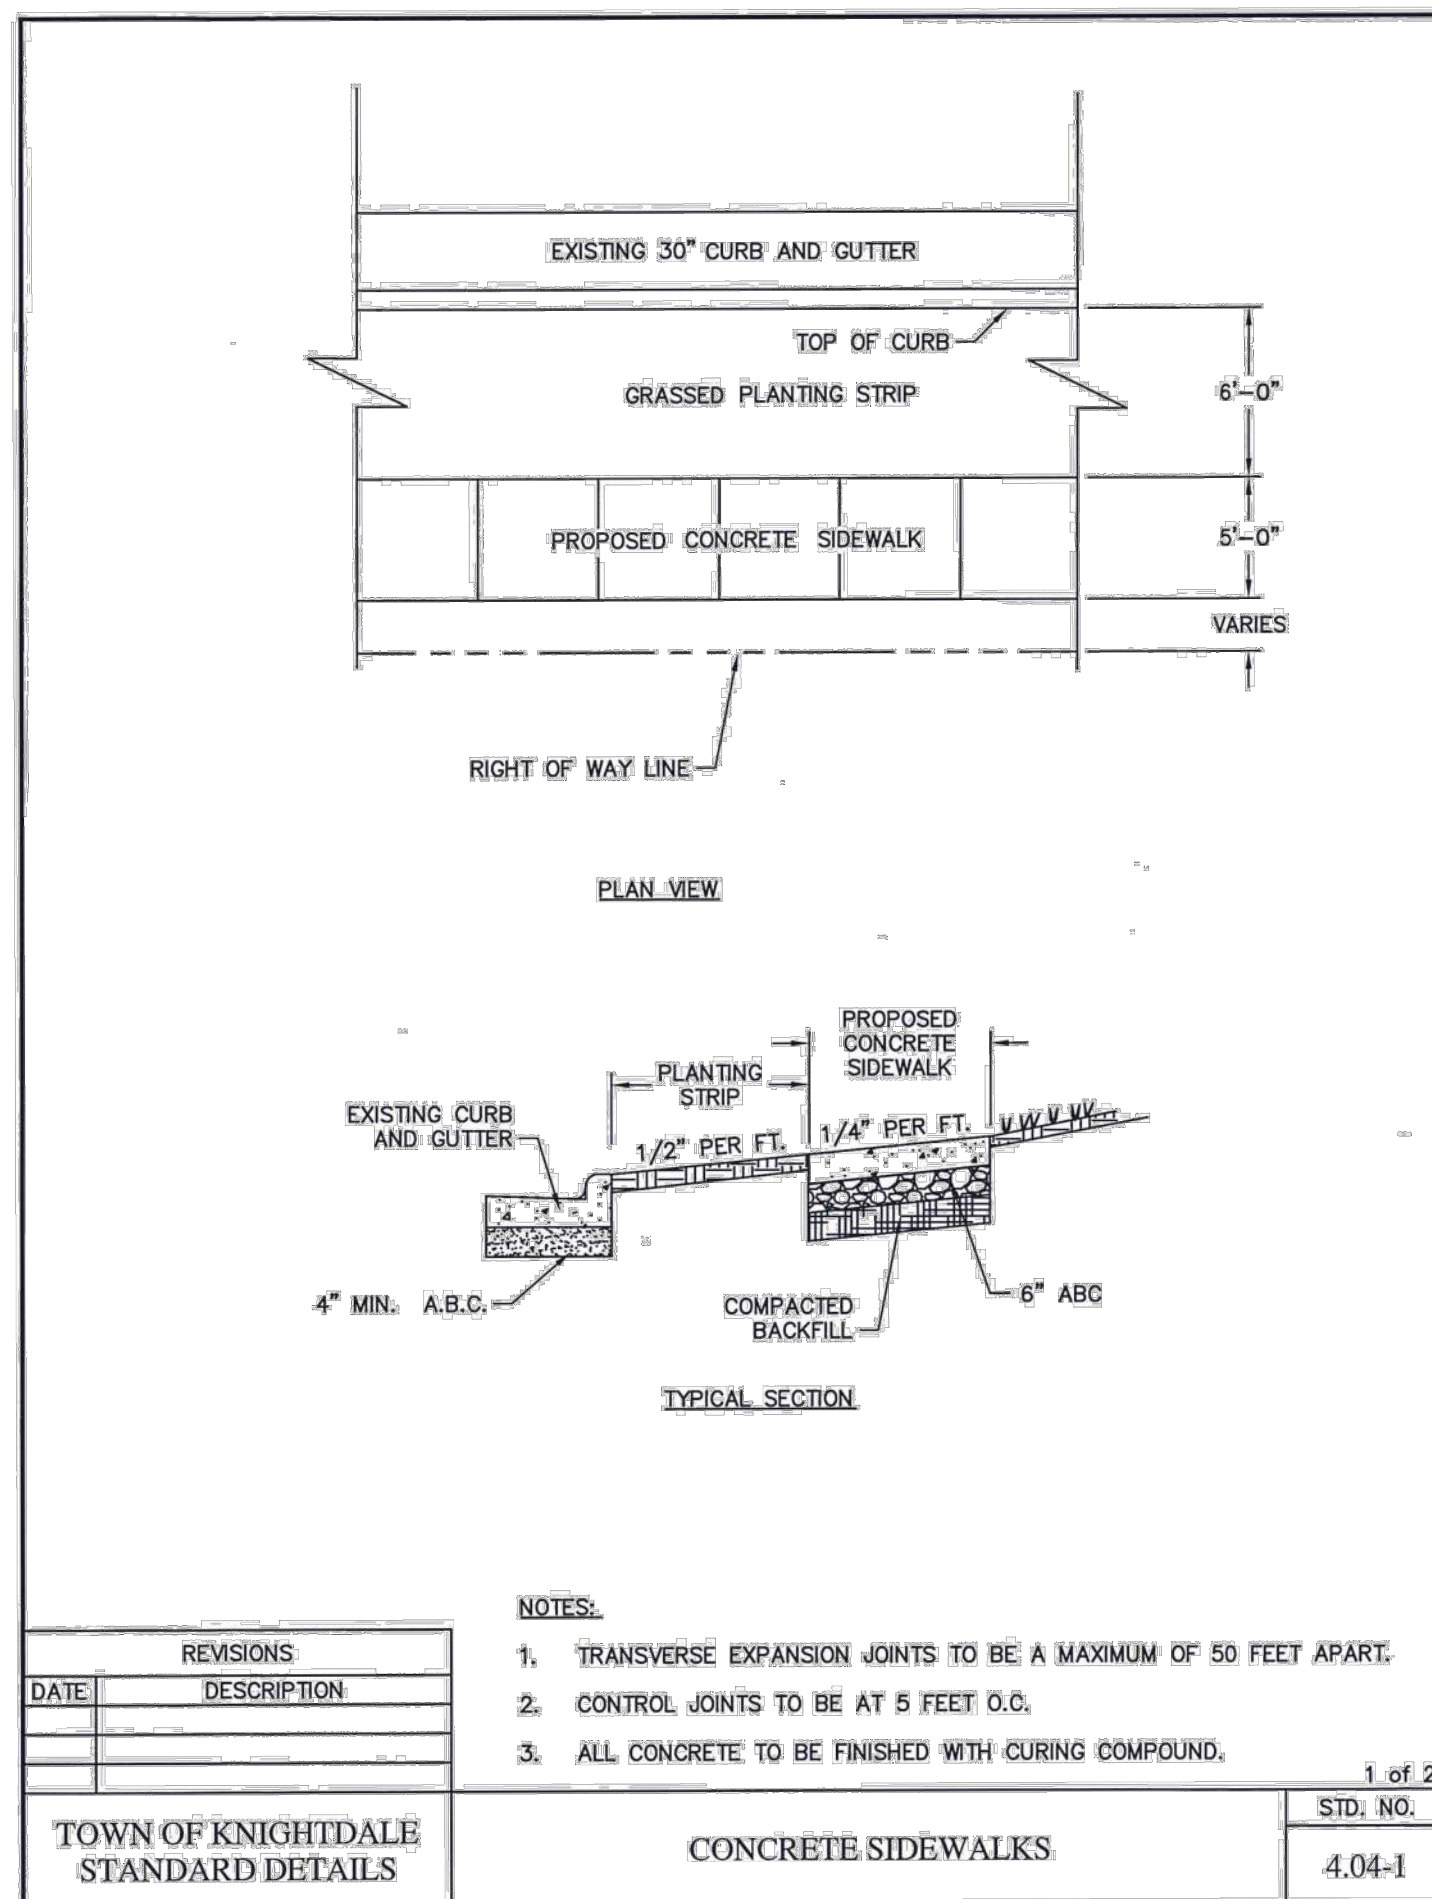 EXISTING 30" CURB AND GUTTER
TOP OF CURB
GRASSED PLANTING STRIP
6'-0"
PROPOSED CONCRETE SIDEWALK
5'-0"
VARIES
RIGHT OF WAY LINE
PLAN VIEW
PROPOSED
CONCRETE
SIDEWALK
PLANTING
STRIP
EXISTING CURB
AND GUTTER
1/2" PER FT.
1/4" PER FT.
4" MIN. A.B.C.
COMPACTED
BACKFILL
6" ABC
TYPICAL SECTION
NOTES:
1. TRANSVERSE EXPANSION JOINTS TO BE A MAXIMUM OF 50 FEET APART.
2. CONTROL JOINTS TO BE AT 5 FEET O.C.
3. ALL CONCRETE TO BE FINISHED WITH CURING COMPOUND.
REVISIONS
DATE DESCRIPTION
1 of 2
TOWN OF KNIGHTDALE
STANDARD DETAILS
CONCRETE SIDEWALKS
STD. NO.
4.04-1